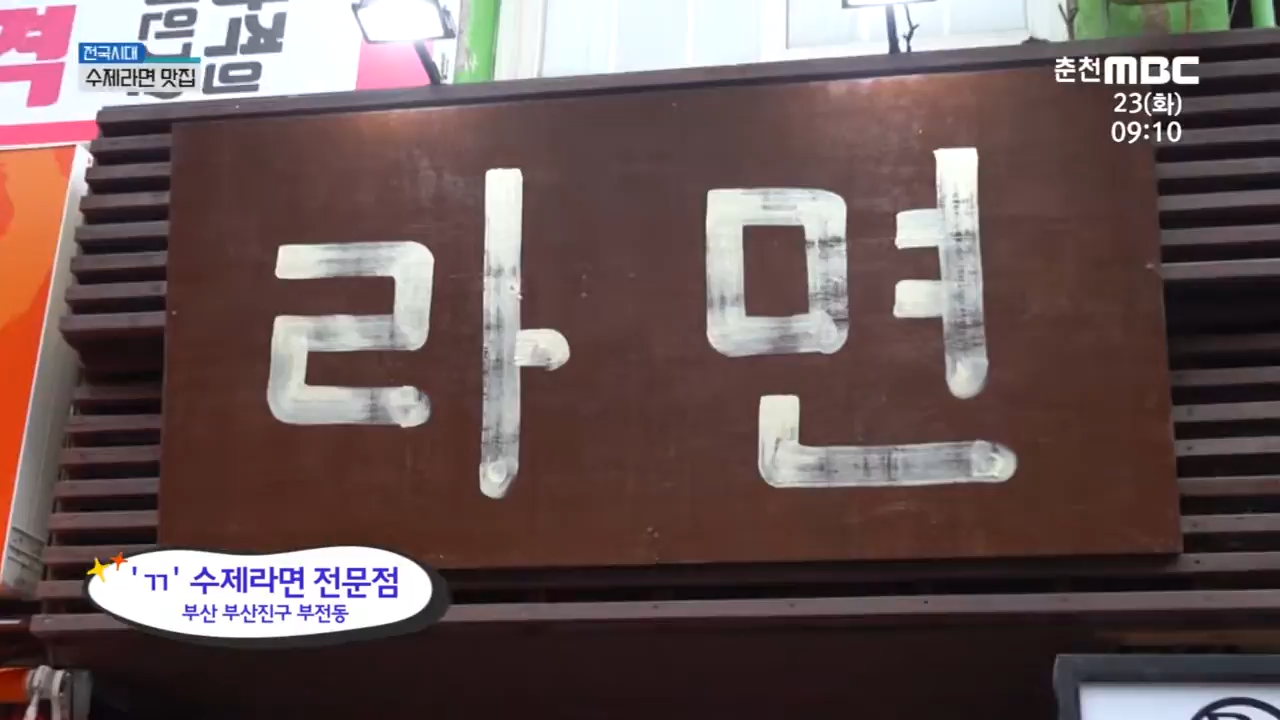 전국시대
수제라면 맛집
춘천MBC
23(화)
09:10
라면
'ㄲ' 수제라면 전문점
부산 부산진구 부전동